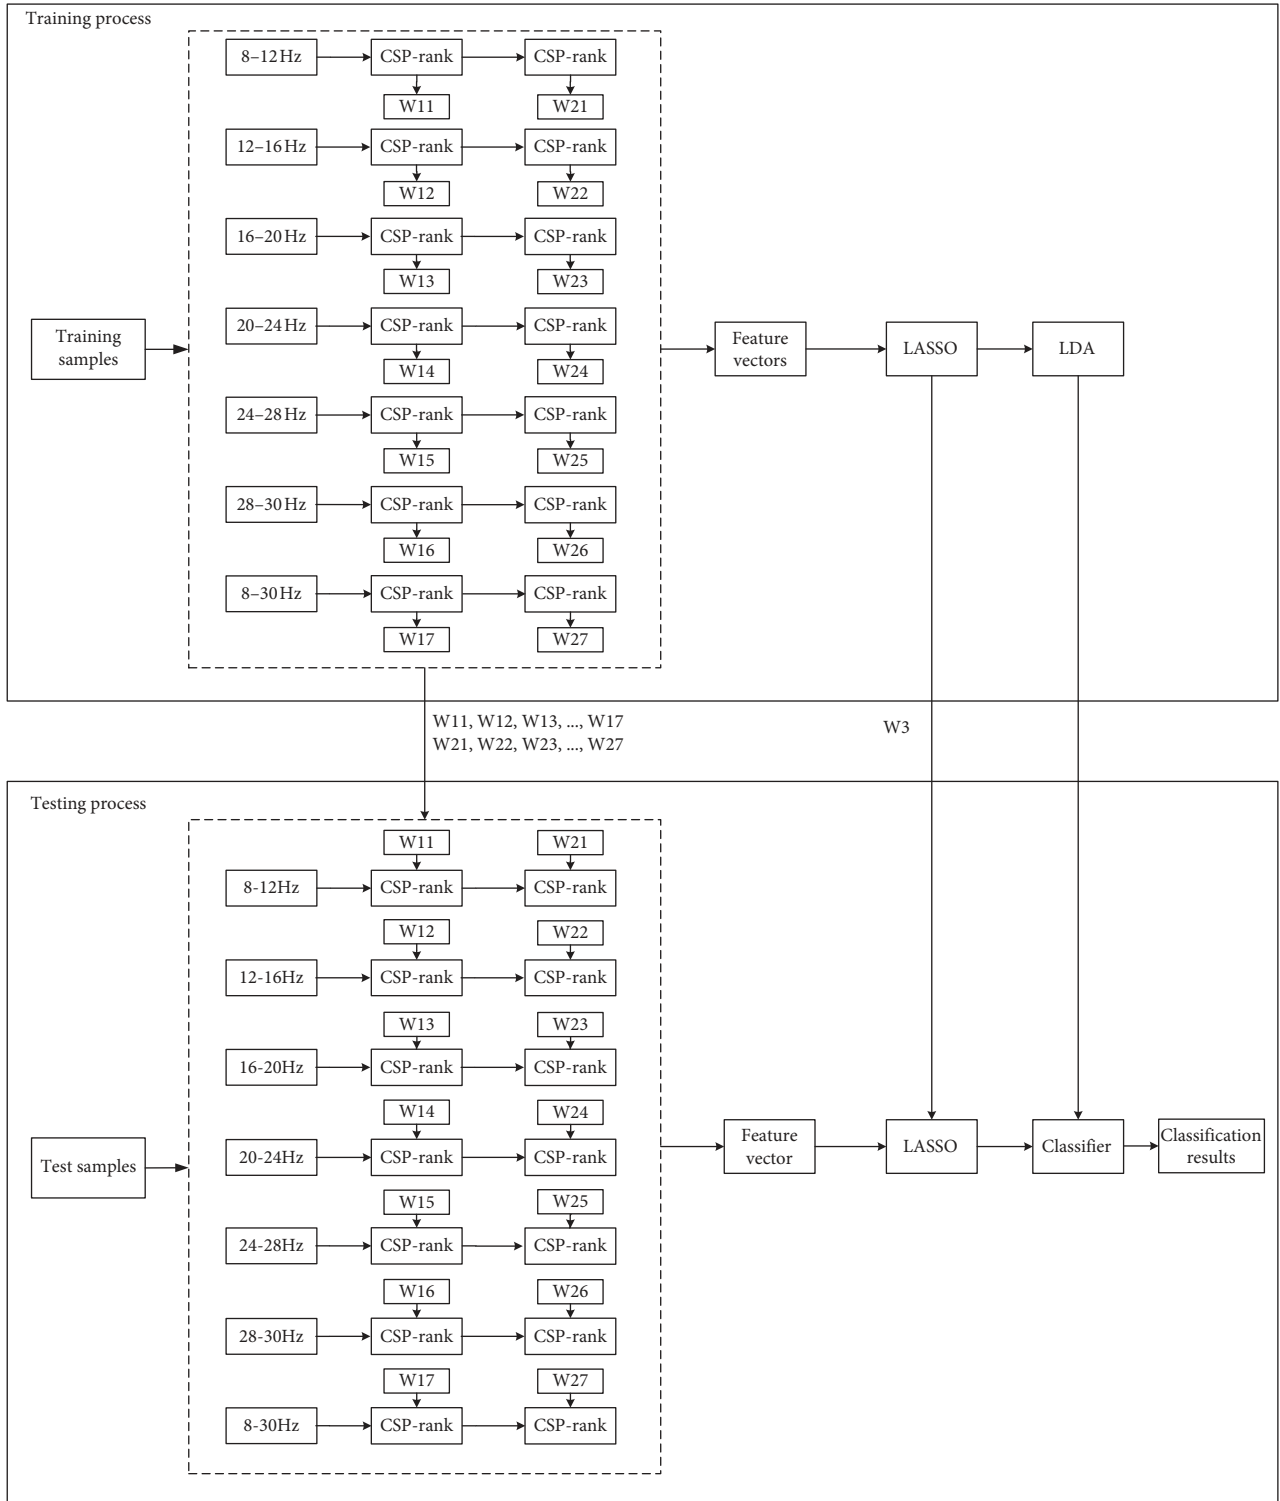 Training process
8–12 Hz
CSP-rank
CSP-rank
W11
W21
12–16 Hz
CSP-rank
CSP-rank
W12
W22
16–20 Hz
CSP-rank
CSP-rank
W13
W23
20–24 Hz
CSP-rank
CSP-rank
W14
W24
24–28 Hz
CSP-rank
CSP-rank
W15
W25
28–30 Hz
CSP-rank
CSP-rank
W16
W26
8–30 Hz
CSP-rank
CSP-rank
W17
W27
Training
samples
Feature
vectors
LASSO
LDA
W11, W12, W13, ..., W17
W21, W22, W23, ..., W27
W3
Testing process
W11
W21
8-12Hz
CSP-rank
CSP-rank
W12
W22
12-16Hz
CSP-rank
CSP-rank
W13
W23
16-20Hz
CSP-rank
CSP-rank
W14
W24
20-24Hz
CSP-rank
CSP-rank
W15
W25
24-28Hz
CSP-rank
CSP-rank
W16
W26
28-30Hz
CSP-rank
CSP-rank
W17
W27
8-30Hz
CSP-rank
CSP-rank
Test samples
Feature
vector
LASSO
Classifier
Classification
results